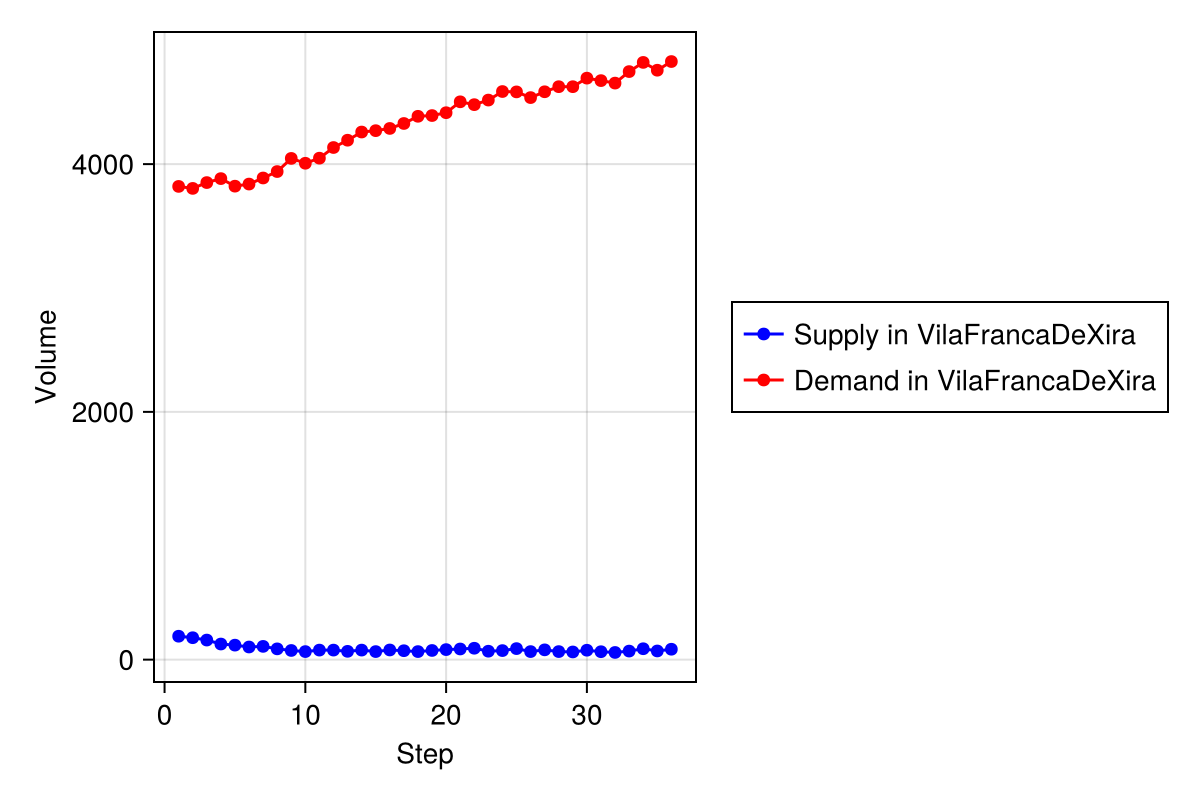 Volume
4000
2000
0
0 10 20 30
Step
Supply in VilaFrancaDeXira
Demand in VilaFrancaDeXira